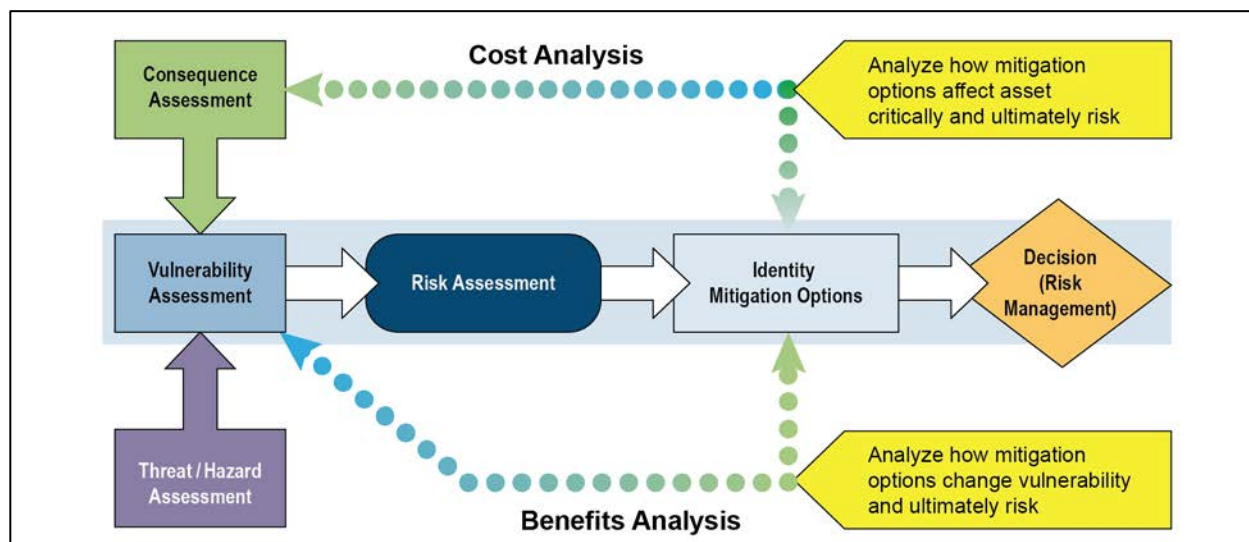 Cost Analysis
Consequence
Assessment
Analyze how mitigation
options affect asset
critically and ultimately risk
Vulnerability
Assessment
Risk Assessment
Identity
Mitigation Options
Decision
(Risk
Management)
Threat / Hazard
Assessment
Analyze how mitigation
options change vulnerability
and ultimately risk
Benefits Analysis